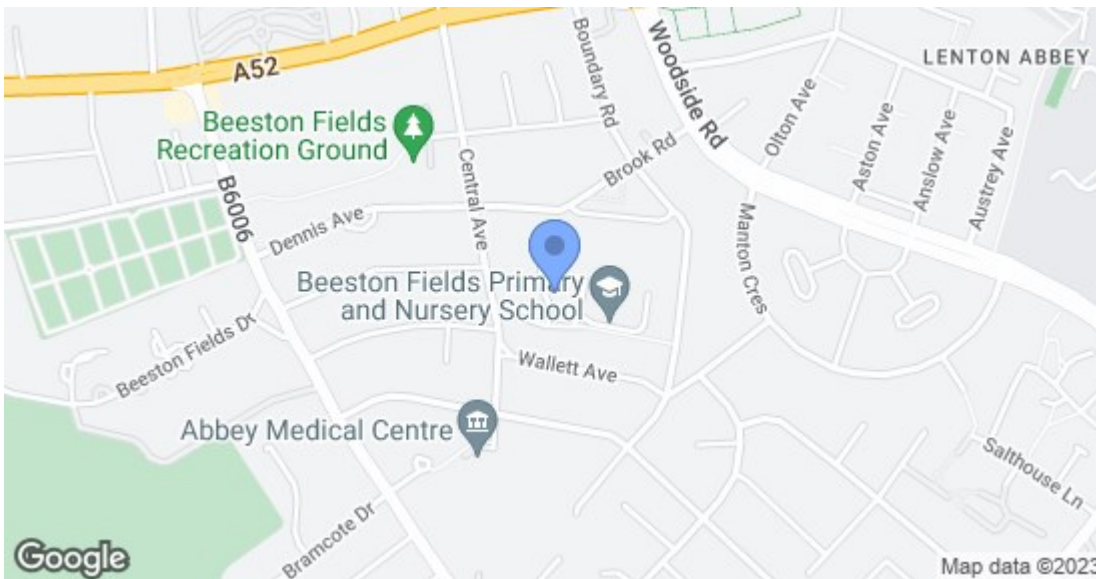 A52
Boundary Rd
Woodside Rd
LENTON ABBEY
Beeston Fields
Recreation Ground
Olton Ave
Aston Ave
Anslow Ave
Austrey Ave
Central Ave
Brook Rd
B6006
Dennis Ave
Manton Cres
Beeston Fields Primary
and Nursery School
Beeston Fields Dr
Wallett Ave
Abbey Medical Centre
Salthouse Ln
Bramcote Dr
Google
Map data ©2023